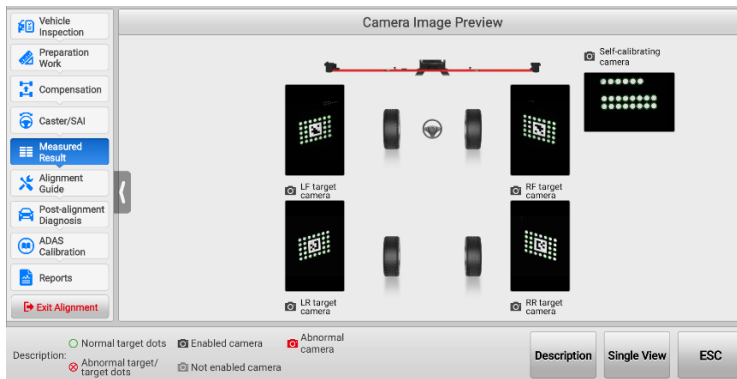 Camera Image Preview
Vehicle
Inspection
Preparation
Work
Compensation
Caster/SAI
Measured
Result
Alignment
Guide
Post-alignment
Diagnosis
ADAS
Calibration
Reports
Exit Alignment
Self-calibrating
camera
LF target
camera
RF target
camera
LR target
camera
RR target
camera
Description:
Normal target dots
Enabled camera
Abnormal
camera
Abnormal target/
target dots
Not enabled camera
Description
Single View
ESC